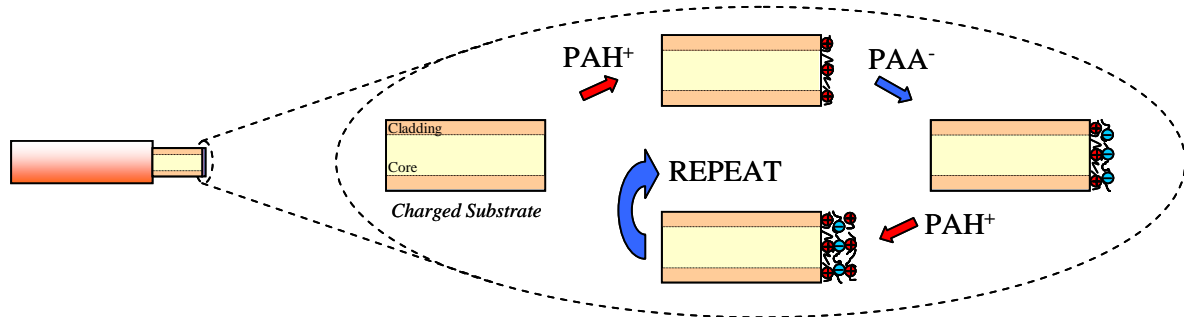 PAH⁺
PAA⁻
Cladding
Core
Charged Substrate
REPEAT
PAH⁺